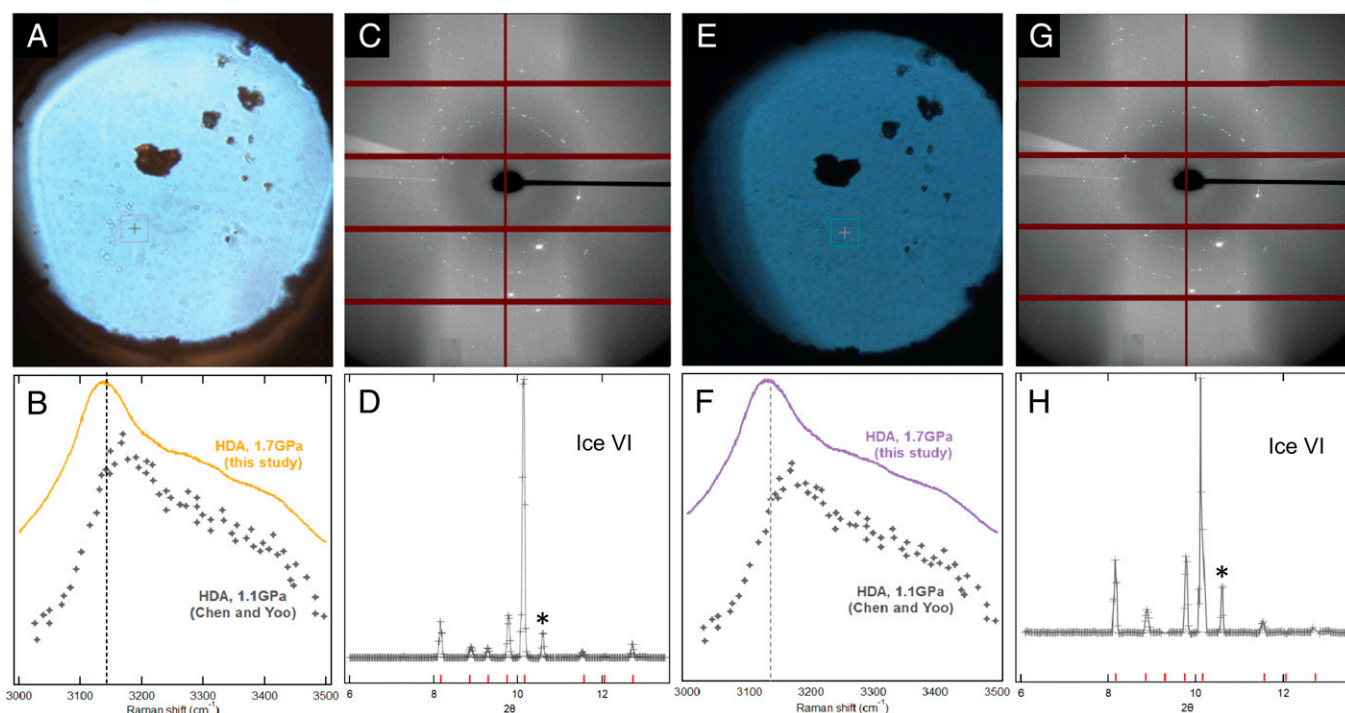 A
C
E
G
B
HDA, 1.7GPa
(this study)
HDA, 1.1GPa
(Chen and Yoo)
3000 3100 3200 3300 3400 3500
Raman shift (cm⁻¹)
D
Ice VI
*
6 8 10 12
2θ
F
HDA, 1.7GPa
(this study)
HDA, 1.1GPa
(Chen and Yoo)
3000 3100 3200 3300 3400 3500
Raman shift (cm⁻¹)
H
Ice VI
*
6 8 10 12
2θ